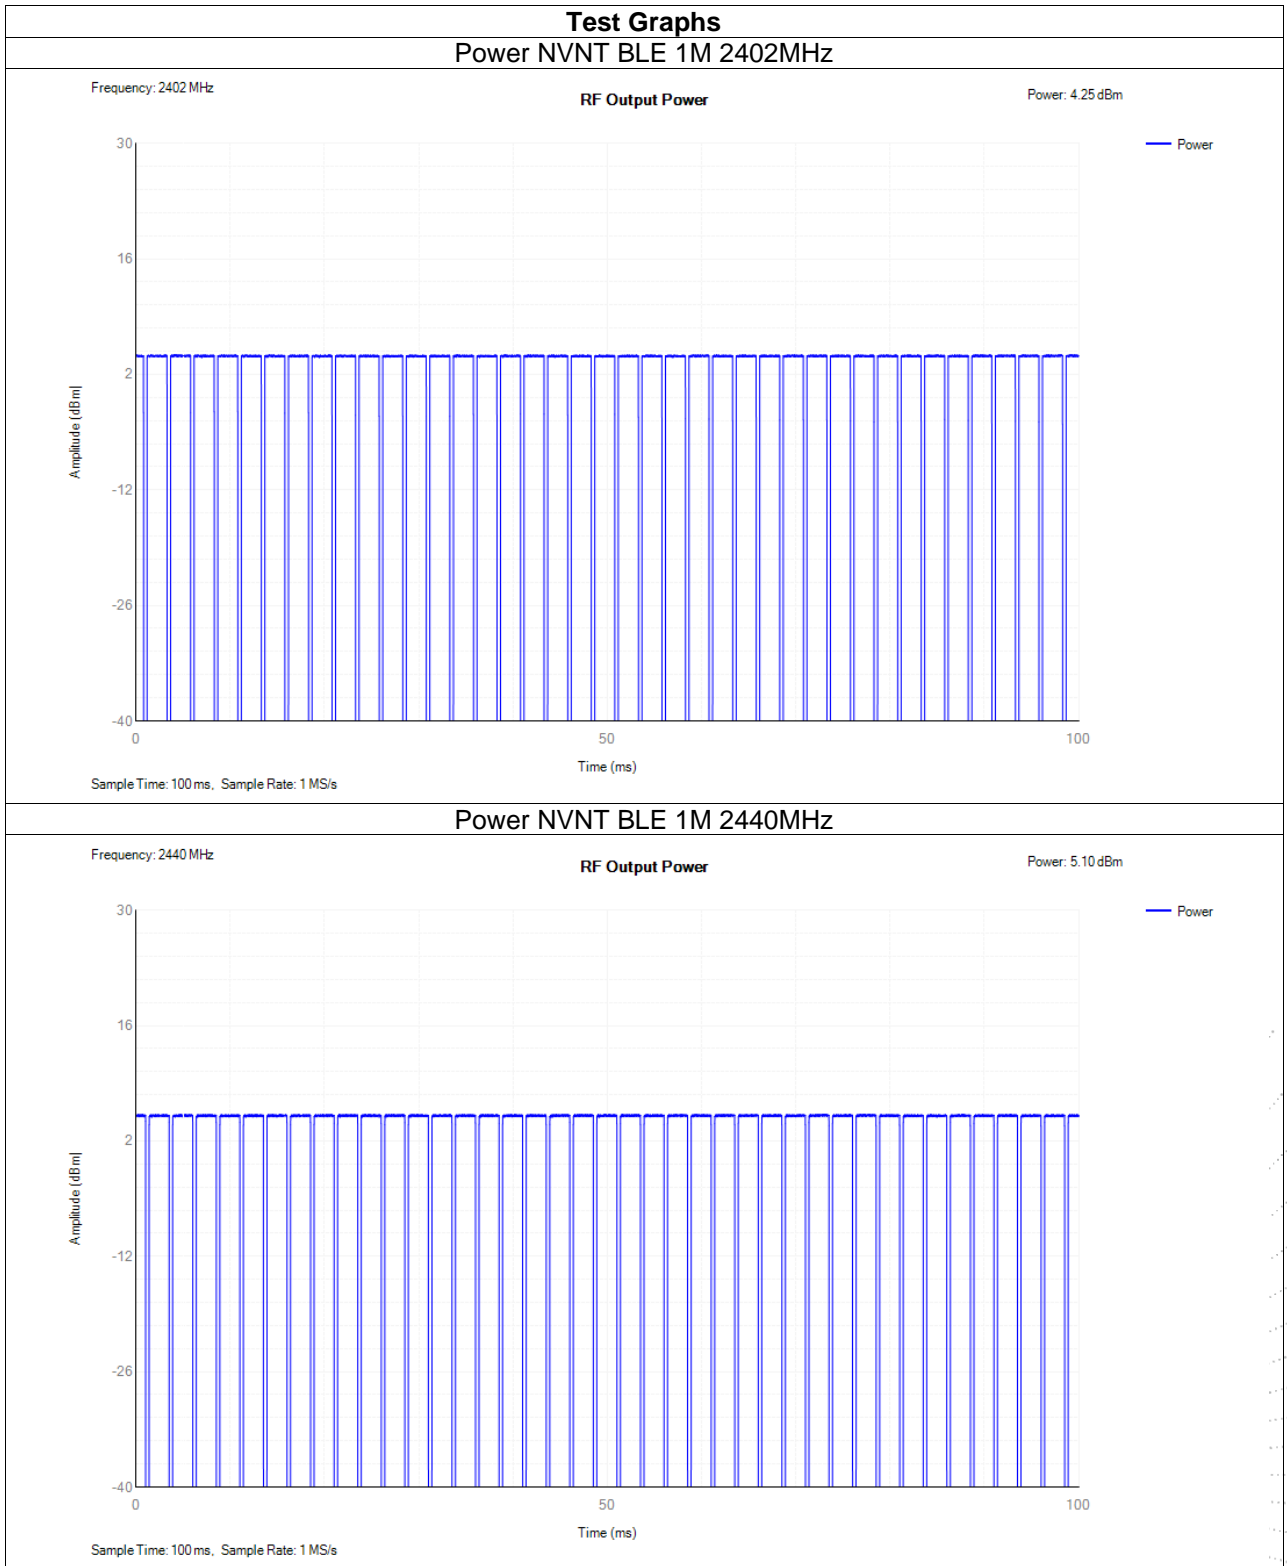 Test Graphs
Power NVNT BLE 1M 2402MHz
Frequency: 2402 MHz
RF Output Power
Power: 4.25 dBm
Power
30
16
2
-12
-26
-40
Amplitude (dBm)
0
50
100
Time (ms)
Sample Time: 100 ms, Sample Rate: 1 MS/s
Power NVNT BLE 1M 2440MHz
Frequency: 2440 MHz
RF Output Power
Power: 5.10 dBm
Power
30
16
2
-12
-26
-40
Amplitude (dBm)
0
50
100
Time (ms)
Sample Time: 100 ms, Sample Rate: 1 MS/s